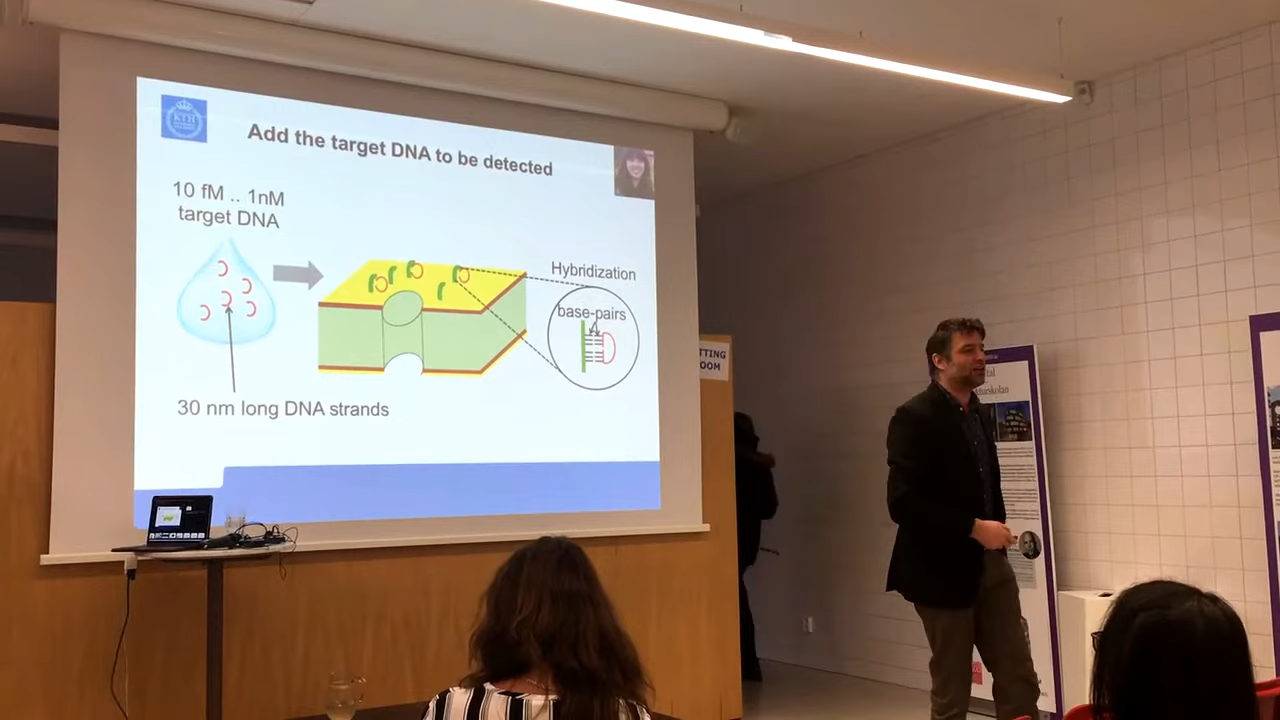 KTH
Add the target DNA to be detected
10 fM .. 1nM
target DNA
Hybridization
base-pairs
30 nm long DNA strands
TTING
OOM